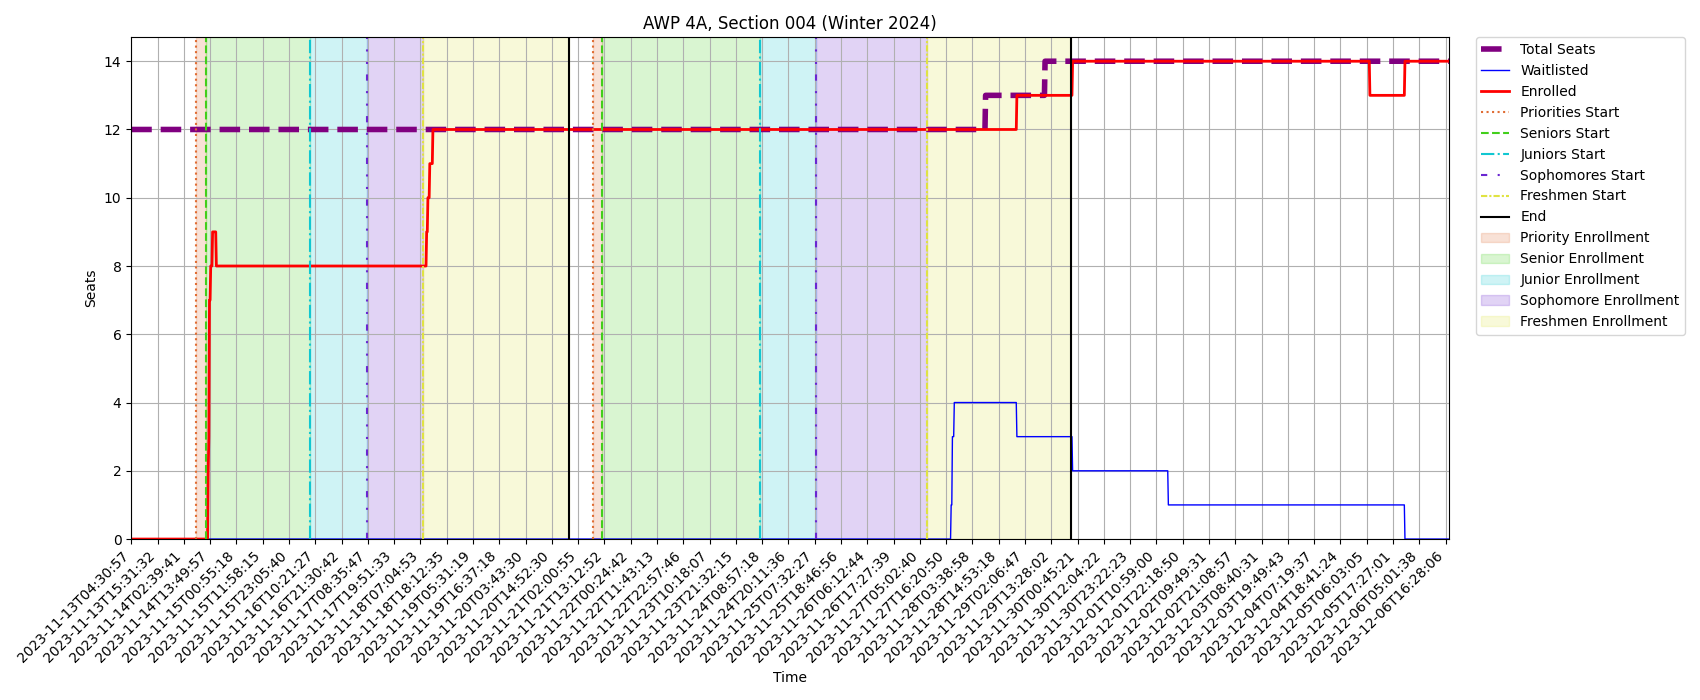 AWP 4A, Section 004 (Winter 2024)
Seats
14
12
10
8
6
4
2
0
2023-11-13T04:30:57
2023-11-13T15:31:32
2023-11-14T02:39:41
2023-11-14T13:49:57
2023-11-15T00:55:18
2023-11-15T11:58:15
2023-11-15T23:05:40
2023-11-16T10:21:27
2023-11-16T21:30:42
2023-11-17T08:35:47
2023-11-17T19:51:33
2023-11-18T07:04:53
2023-11-18T18:12:35
2023-11-19T05:31:19
2023-11-19T16:37:18
2023-11-20T03:43:30
2023-11-20T14:52:30
2023-11-21T02:00:55
2023-11-21T13:12:52
2023-11-22T00:24:42
2023-11-22T11:43:13
2023-11-22T22:57:46
2023-11-23T10:18:07
2023-11-23T21:32:15
2023-11-24T08:57:18
2023-11-24T20:11:36
2023-11-25T07:32:27
2023-11-25T18:46:56
2023-11-26T06:12:44
2023-11-26T17:27:39
2023-11-27T05:02:40
2023-11-27T16:20:50
2023-11-28T03:38:58
2023-11-28T14:53:18
2023-11-29T02:06:47
2023-11-29T13:28:02
2023-11-30T00:45:21
2023-11-30T12:04:22
2023-11-30T23:22:23
2023-12-01T10:59:00
2023-12-01T22:18:50
2023-12-02T09:49:31
2023-12-02T21:08:57
2023-12-03T08:40:31
2023-12-03T19:49:43
2023-12-04T07:19:37
2023-12-04T18:41:24
2023-12-05T06:03:05
2023-12-05T17:27:01
2023-12-06T05:01:38
2023-12-06T16:28:06
Time
Total Seats
Waitlisted
Enrolled
Priorities Start
Seniors Start
Juniors Start
Sophomores Start
Freshmen Start
End
Priority Enrollment
Senior Enrollment
Junior Enrollment
Sophomore Enrollment
Freshmen Enrollment